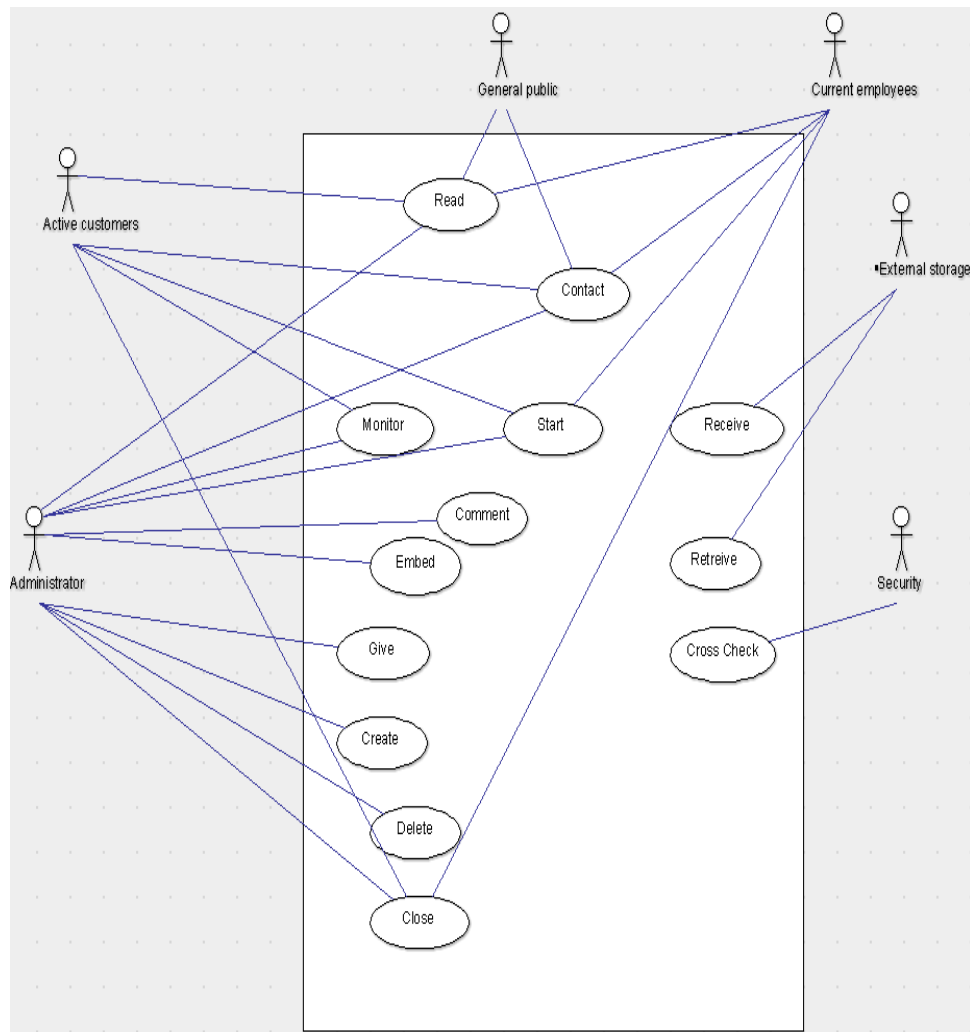 General public
Current employees
Active customers
Read
External storage
Contact
Monitor
Start
Receive
Comment
Embed
Retreive
Administrator
Security
Give
Cross Check
Create
Delete
Close